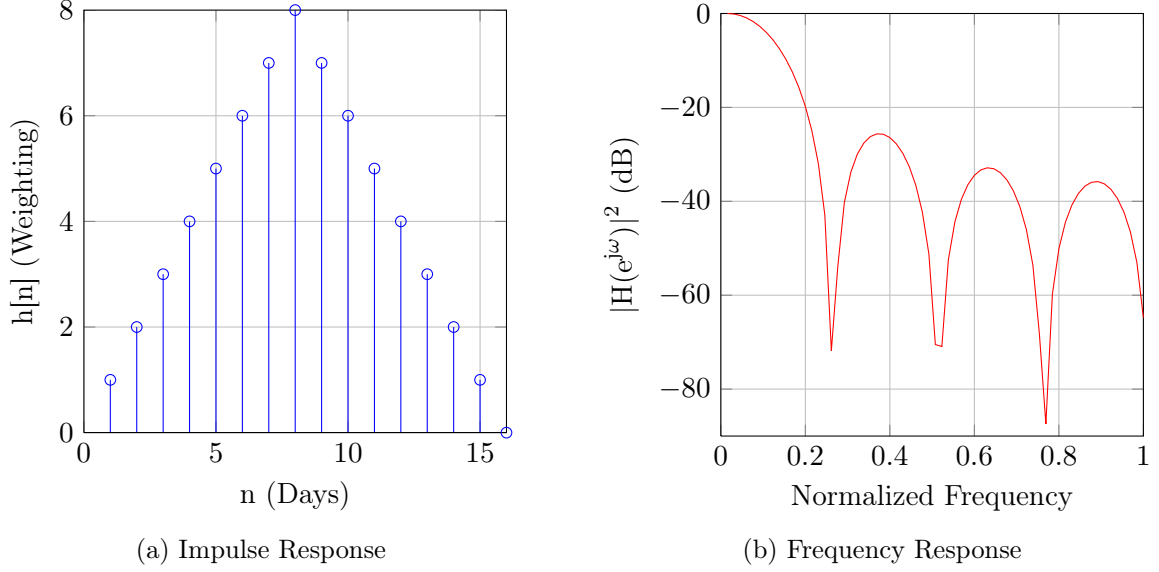 8
6
4
2
0
0 5 10 15
h[n] (Weighting)
n (Days)
(a) Impulse Response
0
−20
−40
−60
−80
0 0.2 0.4 0.6 0.8 1
|H(e^{jω})|^2 (dB)
Normalized Frequency
(b) Frequency Response